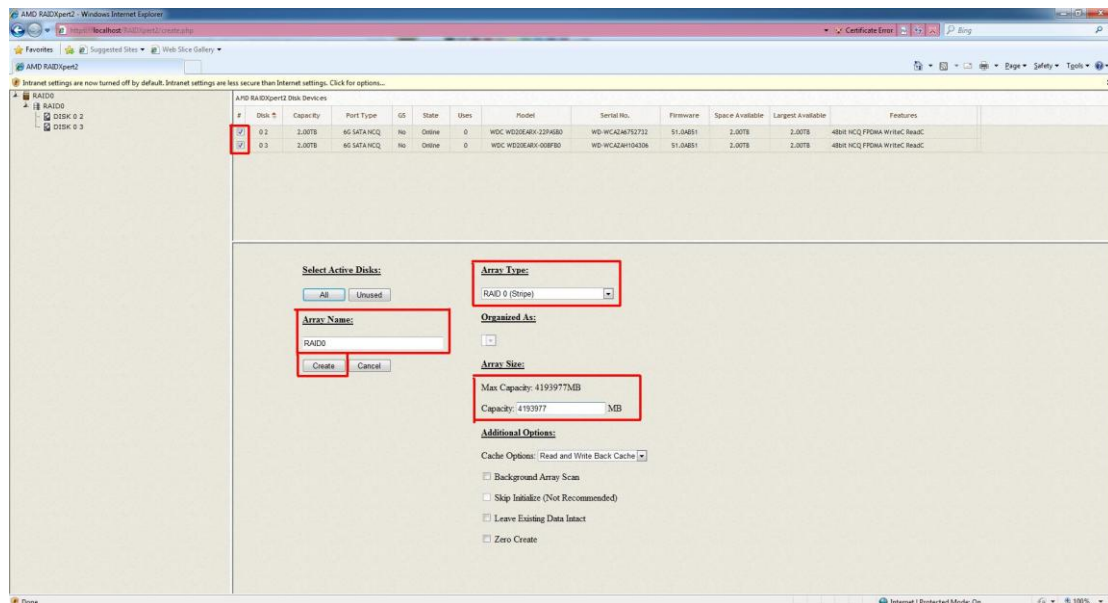 AMD RAIDXpert2 - Windows Internet Explorer
https://localhost/RAIDXpert2/create.php
Certificate Error
Bing
Favorites
Suggested Sites
Web Slice Gallery
AMD RAIDXpert2
Page
Safety
Tools
Intranet settings are now turned off by default. Intranet settings are less secure than Internet settings. Click for options...
RAID0
RAID0
DISK 0 2
DISK 0 3
AMD RAIDXpert2 Disk Devices
# Disk Capacity Port Type GS State Uses Model Serial No. Firmware Space Available Largest Available Features
0 2 2.00TB 6G SATA NCQ No Online 0 WDC WD20EARX-22PASB0 WD-WCAZA6752732 51.0AB51 2.00TB 2.00TB 48bit NCQ FPDMA WriteC ReadC
0 3 2.00TB 6G SATA NCQ No Online 0 WDC WD20EARX-008FB0 WD-WCAZAH104306 51.0AB51 2.00TB 2.00TB 48bit NCQ FPDMA WriteC ReadC
Select Active Disks:
All Unused
Array Name:
RAID0
Create Cancel
Array Type:
RAID 0 (Stripe)
Organized As:
Array Size:
Max Capacity: 4193977MB
Capacity: 4193977 MB
Additional Options:
Cache Options: Read and Write Back Cache
Background Array Scan
Skip Initialize (Not Recommended)
Leave Existing Data Intact
Zero Create
Done
Internet | Protected Mode: On
100%